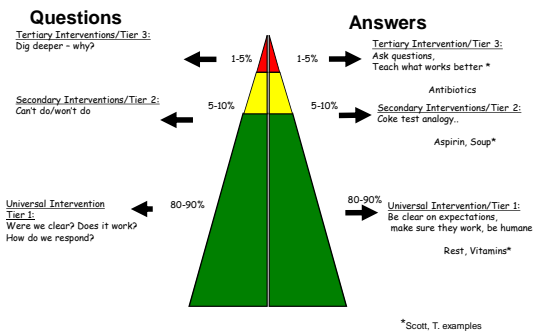 Questions
Tertiary Interventions/Tier 3:
Dig deeper – why?
1-5%
Secondary Interventions/Tier 2:
Can't do/won't do
5-10%
Universal Intervention
Tier 1:
Were we clear? Does it work?
How do we respond?
80-90%
Answers
1-5%
Tertiary Intervention/Tier 3:
Ask questions,
Teach what works better *
Antibiotics
5-10%
Secondary Interventions/Tier 2:
Coke test analogy..
Aspirin, Soup*
80-90%
Universal Intervention/Tier 1:
Be clear on expectations,
make sure they work, be humane
Rest, Vitamins*
*Scott, T. examples